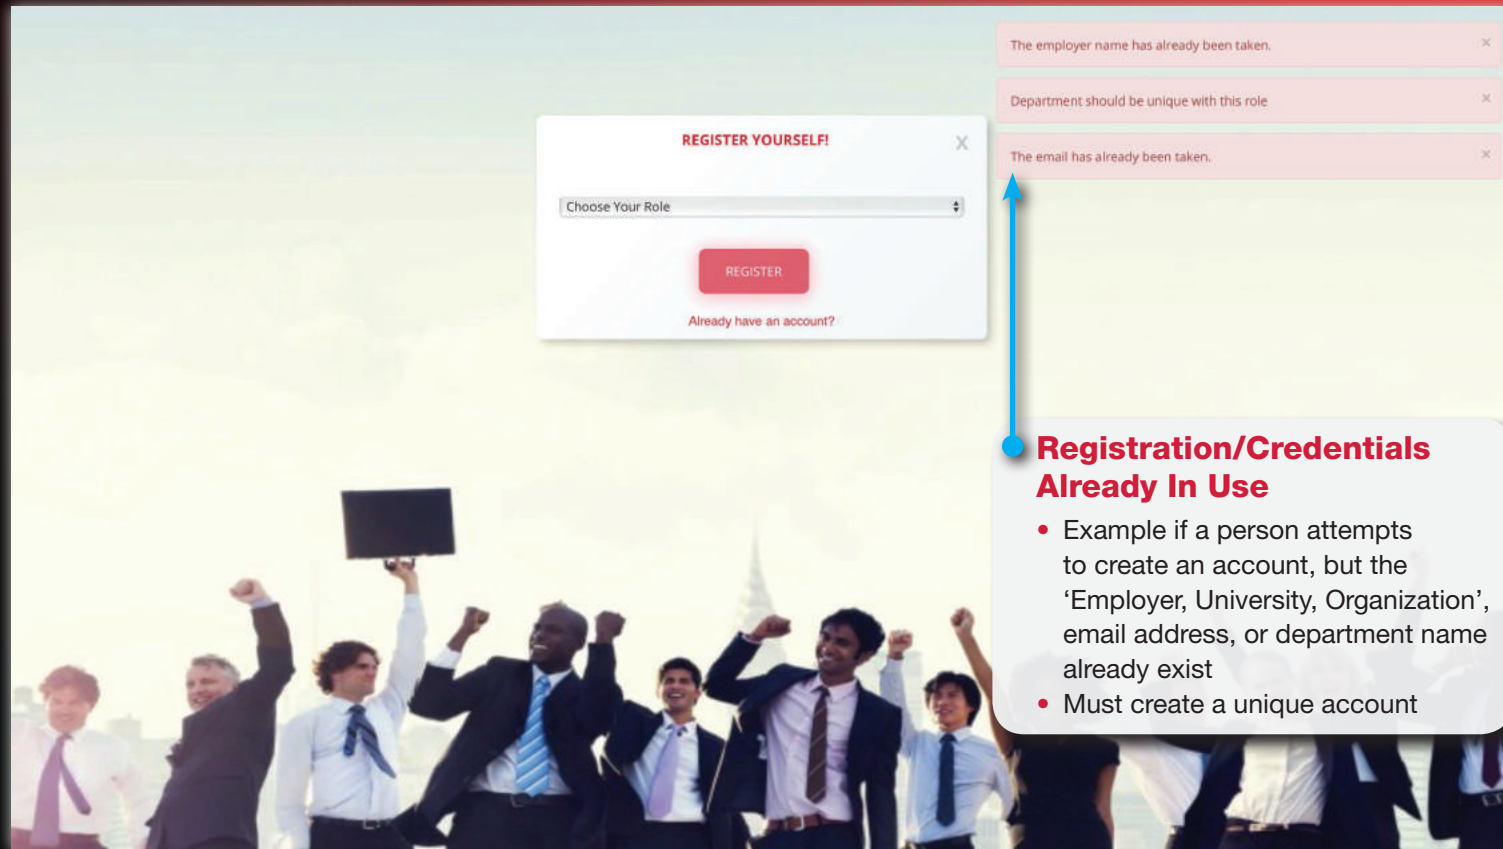 The employer name has already been taken.
×
Department should be unique with this role
×
The email has already been taken.
×
REGISTER YOURSELF!
X
Choose Your Role
REGISTER
Already have an account?
Registration/Credentials
Already In Use
• Example if a person attempts
to create an account, but the
‘Employer, University, Organization’,
email address, or department name
already exist
• Must create a unique account